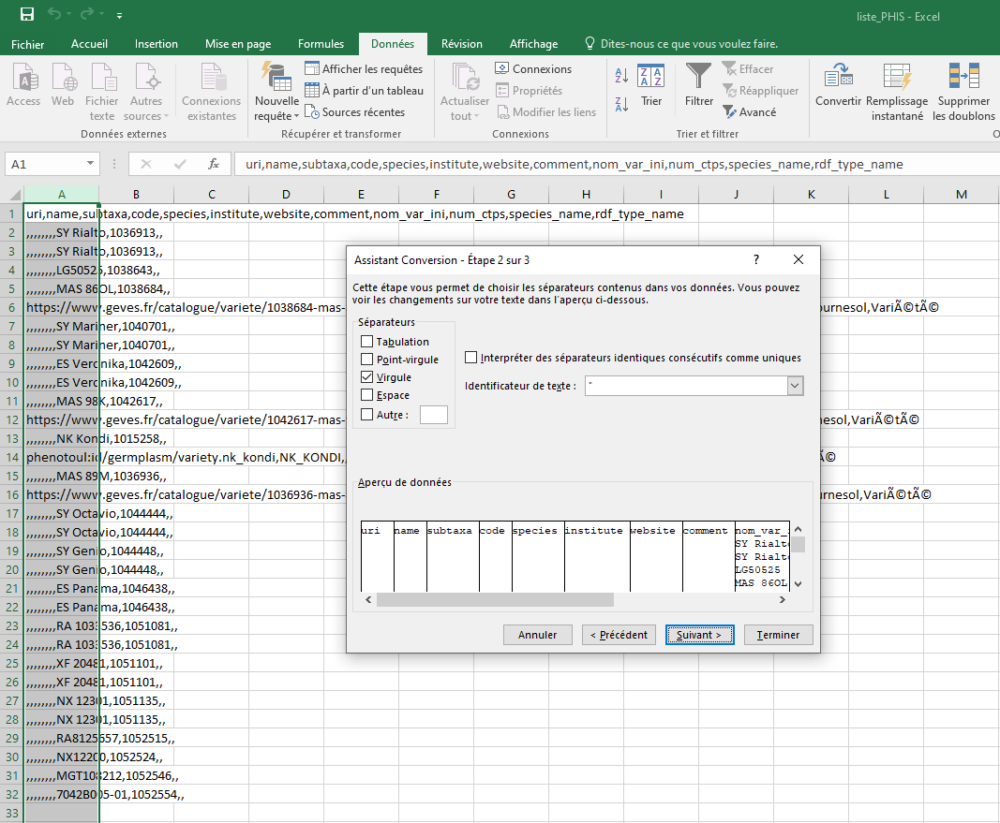 liste_PHIS - Excel
Fichier Accueil Insertion Mise en page Formules Données Révision Affichage Dites-nous ce que vous voulez faire.
Access Web Fichier texte Autres sources Connexions existantes
Données externes
Nouvelle requête Afficher les requêtes
À partir d'un tableau
Sources récentes
Récupérer et transformer
Actualiser tout Connexions
Propriétés
Modifier les liens
Connexions
Trier Filtrer Effacer
Réappliquer
Avancé
Trier et filtrer
Convertir Remplissage instantané Supprimer les doublons
A1 fx uri,name,subtaxa,code,species,institute,website,comment,nom_var_ini,num_ctps,species_name,rdf_type_name
A B C D E F G H I J K L M
1 uri,name,subtaxa,code,species,institute,website,comment,nom_var_ini,num_ctps,species_name,rdf_type_name
2 ,,,,,,,,SY Rialto,1036913,,
3 ,,,,,,,,SY Rialto,1036913,,
4 ,,,,,,,,LG50525,1038643,,
5 ,,,,,,,,MAS 86OL,1038684,,
6 https://www.geves.fr/catalogue/variete/1038684-mas- ournesol,VariÃ©tÃ©
7 ,,,,,,,,SY Mariner,1040701,,
8 ,,,,,,,,SY Mariner,1040701,,
9 ,,,,,,,,ES Veronika,1042609,,
10 ,,,,,,,,ES Veronika,1042609,,
11 ,,,,,,,,MAS 98K,1042617,,
12 https://www.geves.fr/catalogue/variete/1042617-mas- nesol,VariÃ©tÃ©
13 ,,,,,,,,NK Kondi,1015258,,
14 phenotoul:id/germplasm/variety.nk_kondi,NK_KONDI,, Ã©
15 ,,,,,,,,MAS 89M,1036936,,
16 https://www.geves.fr/catalogue/variete/1036936-mas- urnesol,VariÃ©tÃ©
17 ,,,,,,,,SY Octavio,1044444,,
18 ,,,,,,,,SY Octavio,1044444,,
19 ,,,,,,,,SY Genio,1044448,,
20 ,,,,,,,,SY Genio,1044448,,
21 ,,,,,,,,ES Panama,1046438,,
22 ,,,,,,,,ES Panama,1046438,,
23 ,,,,,,,,RA 1033536,1051081,,
24 ,,,,,,,,RA 1033536,1051081,,
25 ,,,,,,,,XF 20481,1051101,,
26 ,,,,,,,,XF 20481,1051101,,
27 ,,,,,,,,NX 12301,1051135,,
28 ,,,,,,,,NX 12301,1051135,,
29 ,,,,,,,,RA8125657,1052515,,
30 ,,,,,,,,NX12200,1052524,,
31 ,,,,,,,,MGT108212,1052546,,
32 ,,,,,,,,7042B005-01,1052554,,
33
Assistant Conversion - Étape 2 sur 3 ?
Cette étape vous permet de choisir les séparateurs contenus dans vos données. Vous pouvez
voir les changements sur votre texte dans l'aperçu ci-dessous.
Séparateurs
Tabulation
Point-virgule
Virgule
Espace
Autre :
Interpréter des séparateurs identiques consécutifs comme uniques
Identificateur de texte : "
Aperçu de données
uri name subtaxa code species institute website comment nom_var_i
SY Rialto
SY Rialto
LG50525
MAS 86OL
Annuler < Précédent Suivant > Terminer